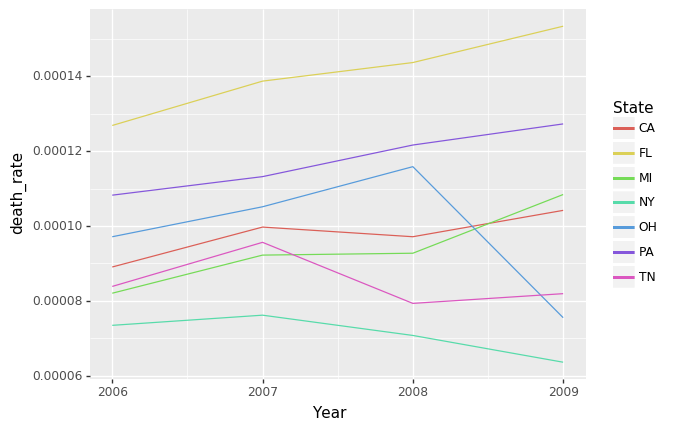 0.00014
0.00012
0.00010
0.00008
0.00006
death_rate
2006 2007 2008 2009
Year
State
CA
FL
MI
NY
OH
PA
TN